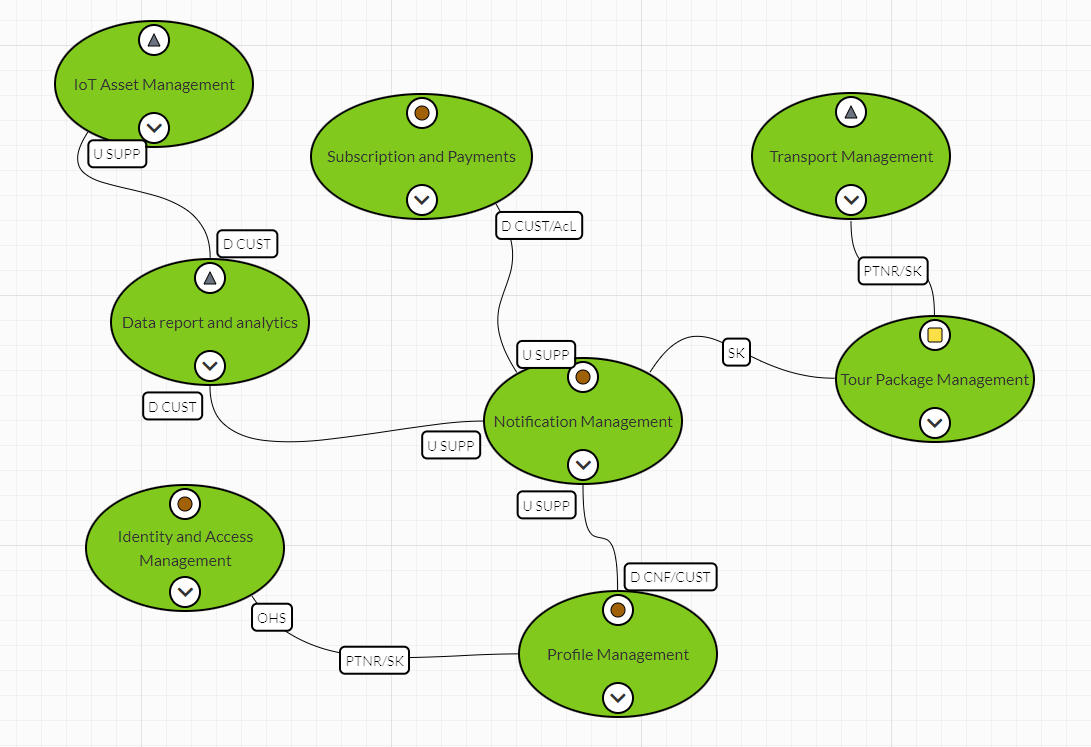 IoT Asset Management
U SUPP
Subscription and Payments
Transport Management
D CUST/AcL
D CUST
PTNR/SK
Data report and analytics
U SUPP
SK
Tour Package Management
D CUST
Notification Management
U SUPP
U SUPP
Identity and Access
Management
D CNF/CUST
OHS
PTNR/SK
Profile Management